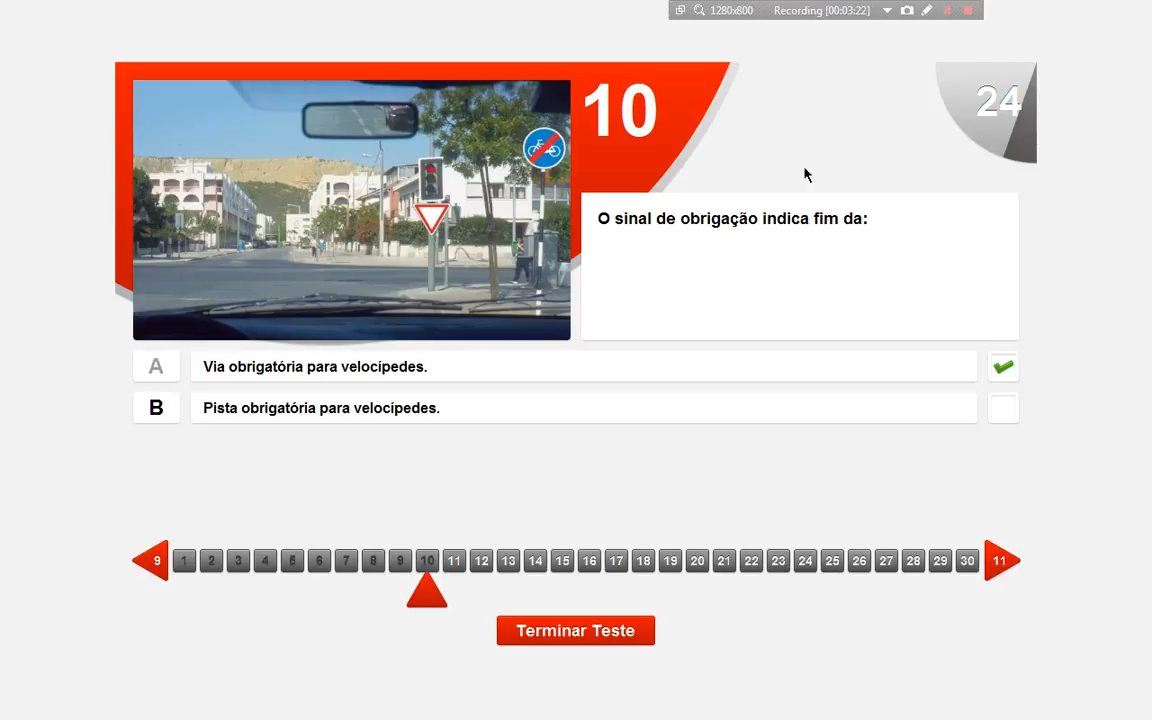 1280x800 Recording [00:03:22]
10
24
O sinal de obrigação indica fim da:
A Via obrigatória para velocípedes.
B Pista obrigatória para velocípedes.
9 1 2 3 4 5 6 7 8 9 10 11 12 13 14 15 16 17 18 19 20 21 22 23 24 25 26 27 28 29 30 11
Terminar Teste